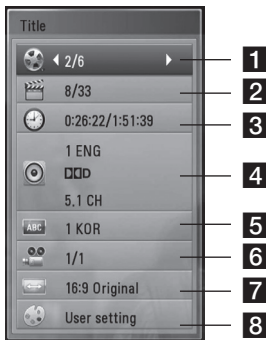 Title
2/6 1
8/33 2
0:26:22/1:51:39 3
1 ENG
DD D 4
5.1 CH
ABC 1 KOR 5
1/1 6
16:9 Original 7
User setting 8